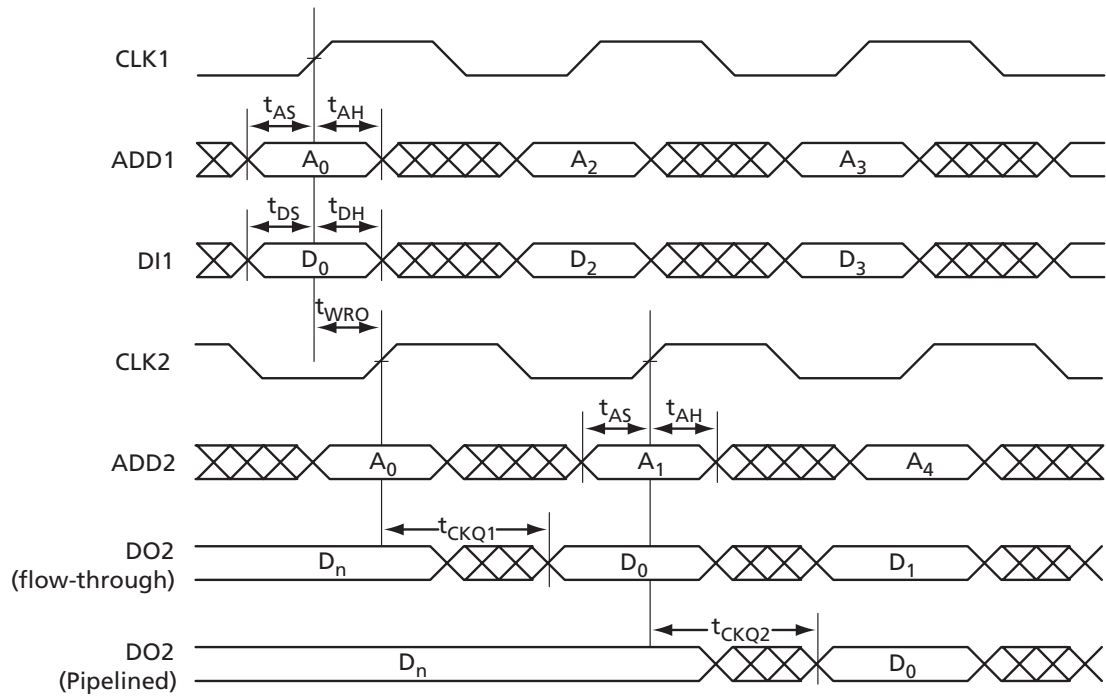 CLK1
t_AS t_AH
ADD1 A_0 A_2 A_3
t_DS t_DH
DI1 D_0 D_2 D_3
t_WRO
CLK2
t_AS t_AH
ADD2 A_0 A_1 A_4
t_CKQ1
DO2
(flow-through) D_n D_0 D_1
t_CKQ2
DO2
(Pipelined) D_n D_0